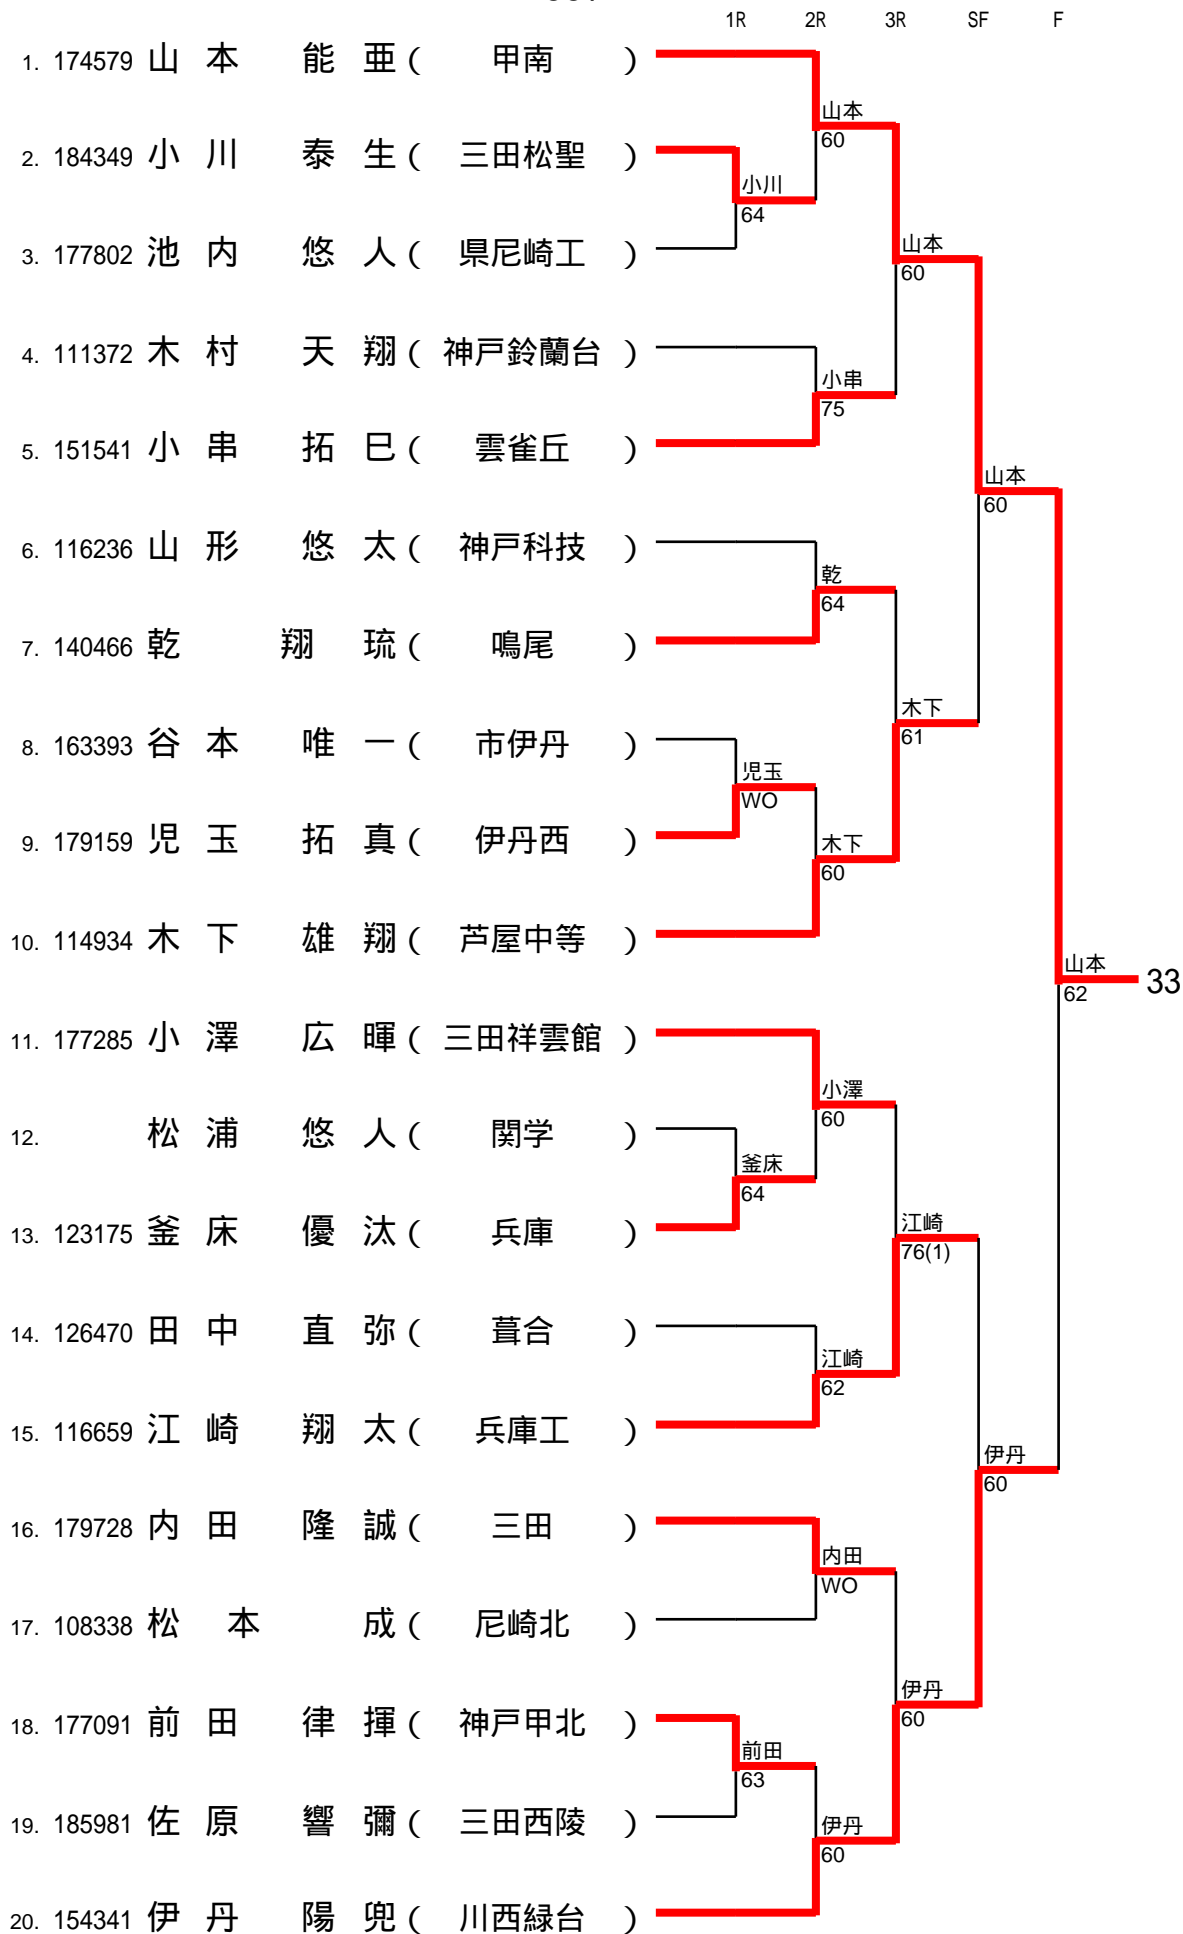 1R 2R 3R SF F
1. 174579 山本 能亜 ( 甲南 )
山本
60
2. 184349 小川 泰生 ( 三田松聖 )
小川
64
3. 177802 池内 悠人 ( 県尼崎工 )
山本
60
4. 111372 木村 天翔 ( 神戸鈴蘭台 )
小串
75
5. 151541 小串 拓巳 ( 雲雀丘 )
山本
60
6. 116236 山形 悠太 ( 神戸科技 )
乾
64
7. 140466 乾 翔琉 ( 鳴尾 )
木下
61
8. 163393 谷本 唯一 ( 市伊丹 )
児玉
WO
9. 179159 児玉 拓真 ( 伊丹西 )
木下
60
10. 114934 木下 雄翔 ( 芦屋中等 )
山本
62
33
11. 177285 小澤 広暉 ( 三田祥雲館 )
小澤
60
12. 松浦 悠人 ( 関学 )
釜床
64
13. 123175 釜床 優汰 ( 兵庫 )
江崎
76(1)
14. 126470 田中 直弥 ( 葺合 )
江崎
62
15. 116659 江崎 翔太 ( 兵庫工 )
伊丹
60
16. 179728 内田 隆誠 ( 三田 )
内田
WO
17. 108338 松本 成 ( 尼崎北 )
伊丹
60
18. 177091 前田 律揮 ( 神戸甲北 )
前田
63
19. 185981 佐原 響彌 ( 三田西陵 )
伊丹
60
20. 154341 伊丹 陽兜 ( 川西緑台 )